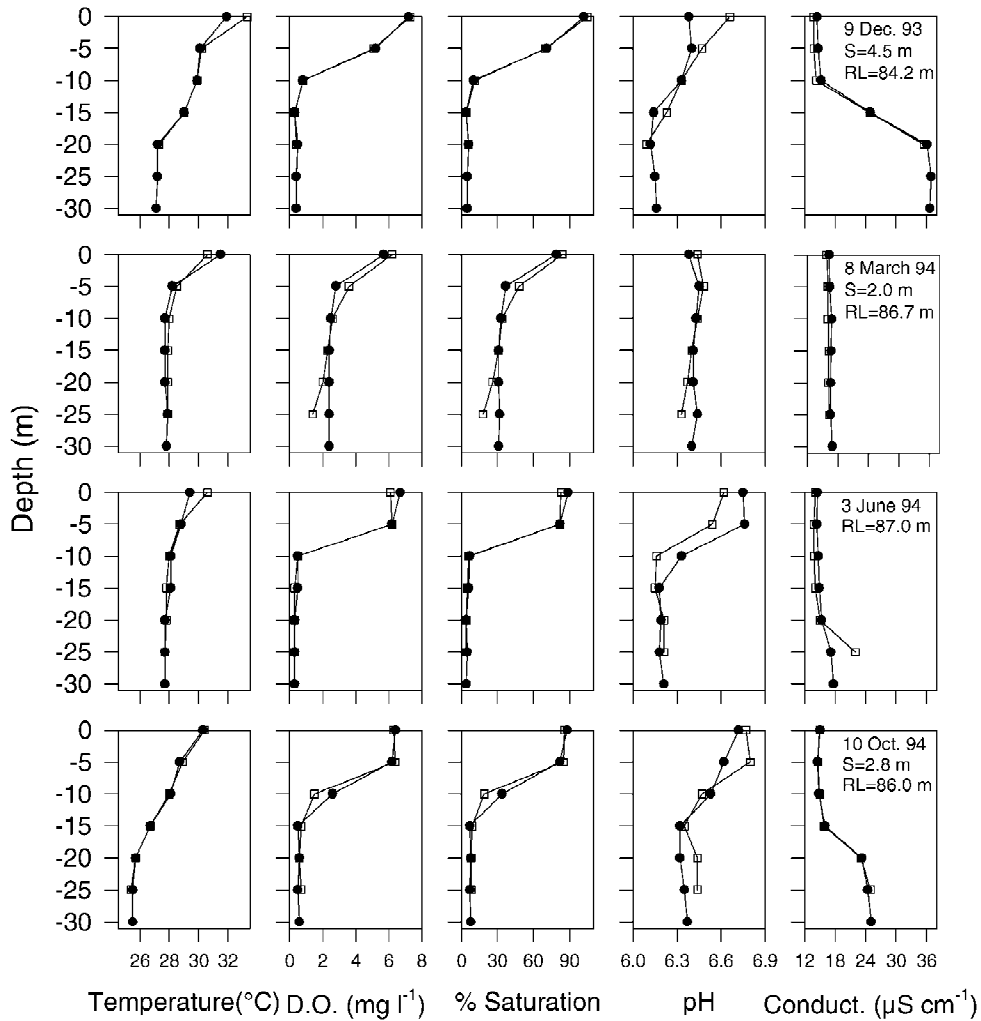 0
-5
-10
-15
-20
-25
-30
9 Dec. 93
S=4.5 m
RL=84.2 m
0
-5
-10
-15
-20
-25
-30
8 March 94
S=2.0 m
RL=86.7 m
Depth (m)
0
-5
-10
-15
-20
-25
-30
3 June 94
RL=87.0 m
0
-5
-10
-15
-20
-25
-30
10 Oct. 94
S=2.8 m
RL=86.0 m
26 28 30 32
0 2 4 6 8
0 30 60 90
6.0 6.3 6.6 6.9
12 18 24 30 36
Temperature(°C) D.O. (mg l⁻¹) % Saturation pH Conduct. (µS cm⁻¹)